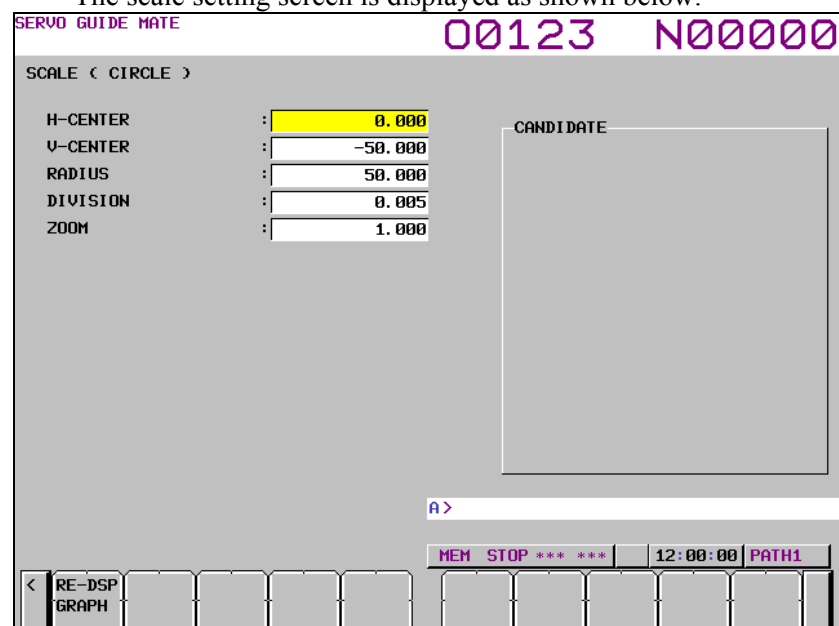 The scale setting screen is displayed as shown below.
SERVO GUIDE MATE O0123 N00000
SCALE ( CIRCLE )
H-CENTER : 0.000
V-CENTER : -50.000
RADIUS : 50.000
DIVISION : 0.005
ZOOM : 1.000
CANDIDATE
A>
MEM STOP *** *** 12:00:00 PATH1
< RE-DSP
GRAPH